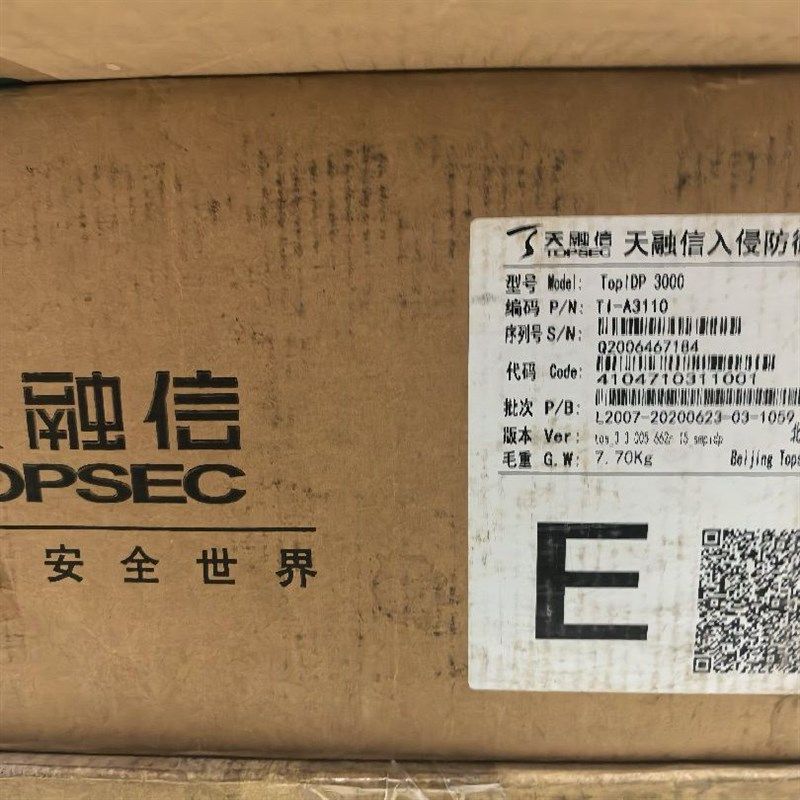 融信
OPSEC
安全世界
天融信
TOPSEC
天融信入侵防
型号 Model: TopIDP 3000
编码 P/N: TI-A3110
序列号 S/N:
Q2006467184
代码 Code:
4104710311001
批次 P/B:
L2007-20200623-03-1059
版本 Ver:
毛重 G.W: 7.70Kg
Beijing Tops
E